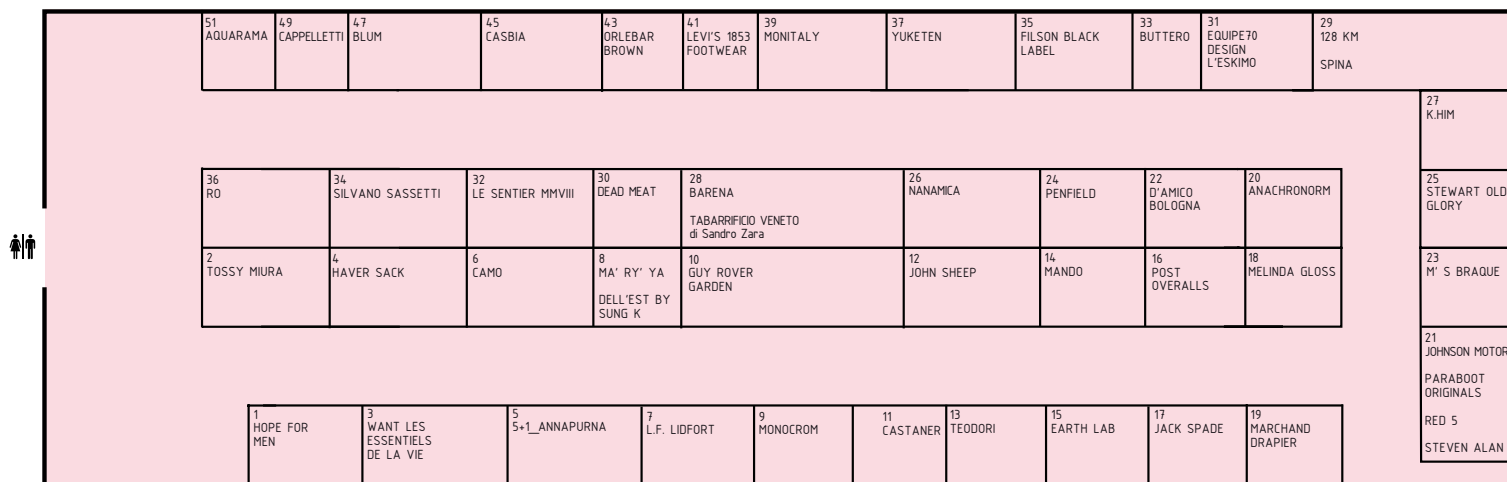 51
AQUARAMA
49
CAPPELLETTI
47
BLUM
45
CASBIA
43
ORLEBAR
BROWN
41
LEVI'S 1853
FOOTWEAR
39
MONITALY
37
YUKETEN
35
FILSON BLACK
LABEL
33
BUTTERO
31
EQUIPE70
DESIGN
L'ESKIMO
29
128 KM
SPINA
27
K.HIM
36
RO
34
SILVANO SASSETTI
32
LE SENTIER MMVIII
30
DEAD MEAT
28
BARENA
TABARRIFICIO VENETO
di Sandro Zara
26
NANAMICA
24
PENFIELD
22
D'AMICO
BOLOGNA
20
ANACHRONORM
25
STEWART OLD
GLORY
2
TOSSY MIURA
4
HAVER SACK
6
CAMO
8
MA' RY' YA
DELL'EST BY
SUNG K
10
GUY ROVER
GARDEN
12
JOHN SHEEP
14
MANDO
16
POST
OVERALLS
18
MELINDA GLOSS
23
M' S BRAQUE
21
JOHNSON MOTOR
PARABOOT
ORIGINALS
RED 5
STEVEN ALAN
1
HOPE FOR
MEN
3
WANT LES
ESSENTIELS
DE LA VIE
5
5+1_ANNAPURNA
7
L.F. LIDFORT
9
MONOCROM
11
CASTANER
13
TEODORI
15
EARTH LAB
17
JACK SPADE
19
MARCHAND
DRAPIER